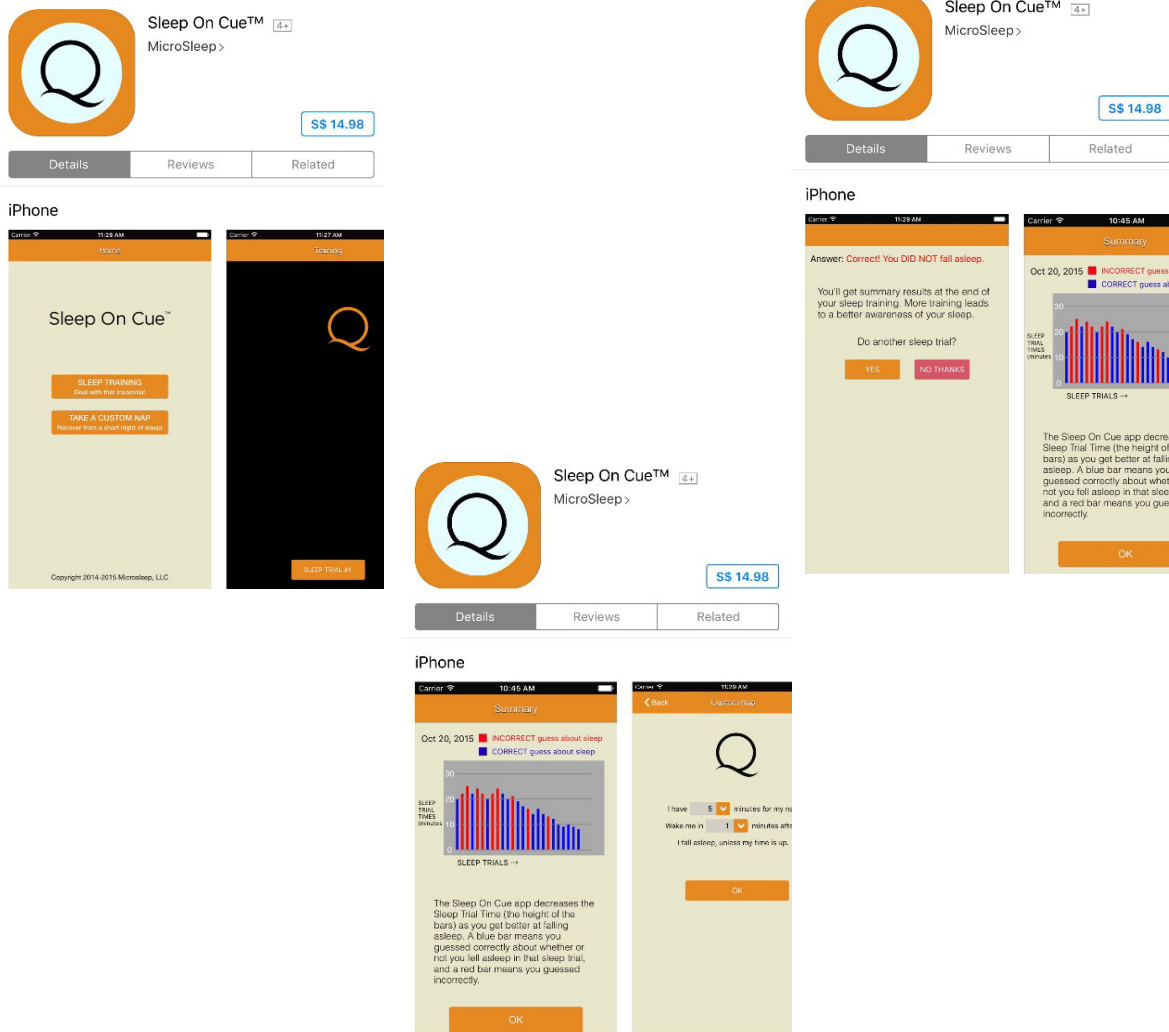 Sleep On Cue™ 4+
MicroSleep >
S$ 14.98
Details Reviews Related
iPhone
Carrier 11:29 AM
Home
Sleep On Cue™
SLEEP TRAINING
Deal with that Insomnia!
TAKE A CUSTOM NAP
Recover from a short night of sleep!
Copyright 2014-2015 Microsleep, LLC
Carrier 11:27 AM
Training
SLEEP TRIAL #1
Sleep On Cue™ 4+
MicroSleep >
S$ 14.98
Details Reviews Related
iPhone
Carrier 10:45 AM
Summary
Oct 20, 2015 INCORRECT guess about sleep
CORRECT guess about sleep
30
20
10
0
SLEEP
TRIAL
TIMES
(minutes
SLEEP TRIALS →
The Sleep On Cue app decreases the
Sleep Trial Time (the height of the
bars) as you get better at falling
asleep. A blue bar means you
guessed correctly about whether or
not you fell asleep in that sleep trial,
and a red bar means you guessed
incorrectly.
OK
Carrier 11:29 AM
Back Custom Nap
I have 5 minutes for my na
Wake me in 1 minutes afte
I fall asleep, unless my time is up.
OK
Sleep On Cue™ 4+
MicroSleep >
S$ 14.98
Details Reviews Related
iPhone
Carrier 11:29 AM
Answer: Correct! You DID NOT fall asleep.
You'll get summary results at the end of
your sleep training. More training leads
to a better awareness of your sleep.
Do another sleep trial?
YES NO THANKS
Carrier 10:45 AM
Summary
Oct 20, 2015 INCORRECT guess
CORRECT guess a
30
20
10
0
SLEEP
TRIAL
TIMES
(minutes
SLEEP TRIALS →
The Sleep On Cue app decrea
Sleep Trial Time (the height of
bars) as you get better at falli
asleep. A blue bar means you
guessed correctly about whet
not you fell asleep in that slee
and a red bar means you gue
incorrectly.
OK